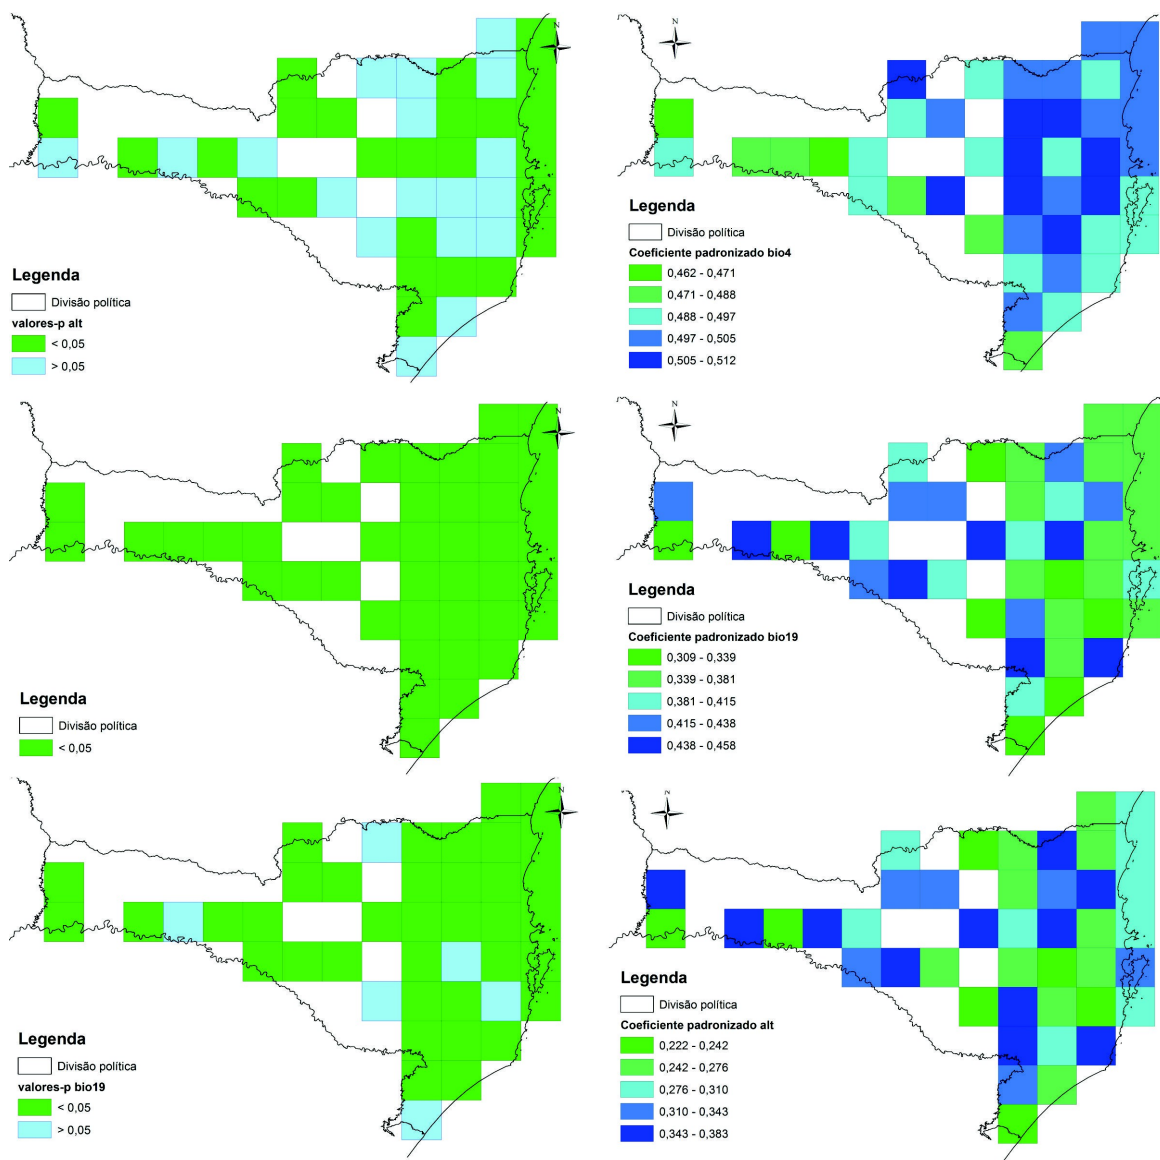 N
Legenda
Divisão política
valores-p alt
< 0,05
> 0,05
N
Legenda
Divisão política
Coeficiente padronizado bio4
0,462 - 0,471
0,471 - 0,488
0,488 - 0,497
0,497 - 0,505
0,505 - 0,512
N
Legenda
Divisão política
< 0,05
N
Legenda
Divisão política
Coeficiente padronizado bio19
0,309 - 0,339
0,339 - 0,381
0,381 - 0,415
0,415 - 0,438
0,438 - 0,458
N
Legenda
Divisão política
valores-p bio19
< 0,05
> 0,05
N
Legenda
Divisão política
Coeficiente padronizado alt
0,222 - 0,242
0,242 - 0,276
0,276 - 0,310
0,310 - 0,343
0,343 - 0,383